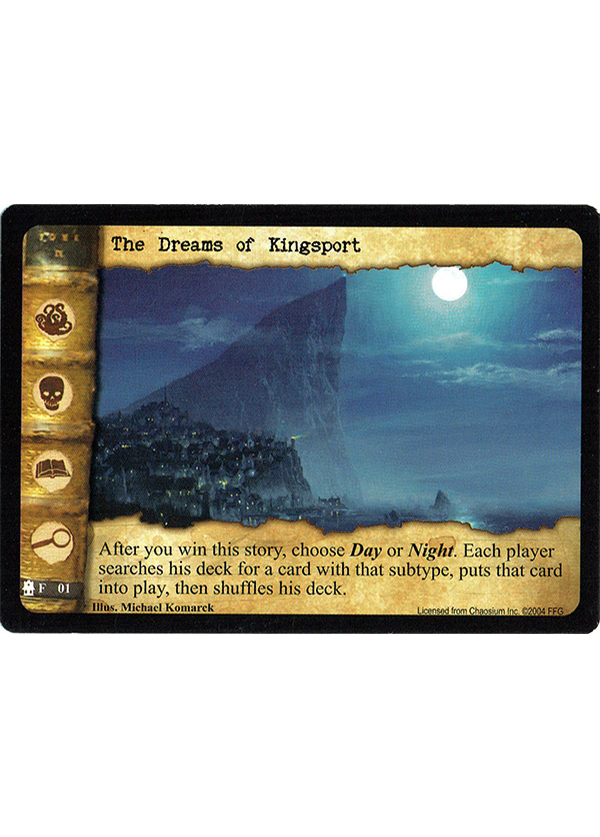 TOME
IX
The Dreams of Kingsport
After you win this story, choose Day or Night. Each player
searches his deck for a card with that subtype, puts that card
into play, then shuffles his deck.
F 01
Illus. Michael Komarck
Licensed from Chaosium Inc. ©2004 FFG